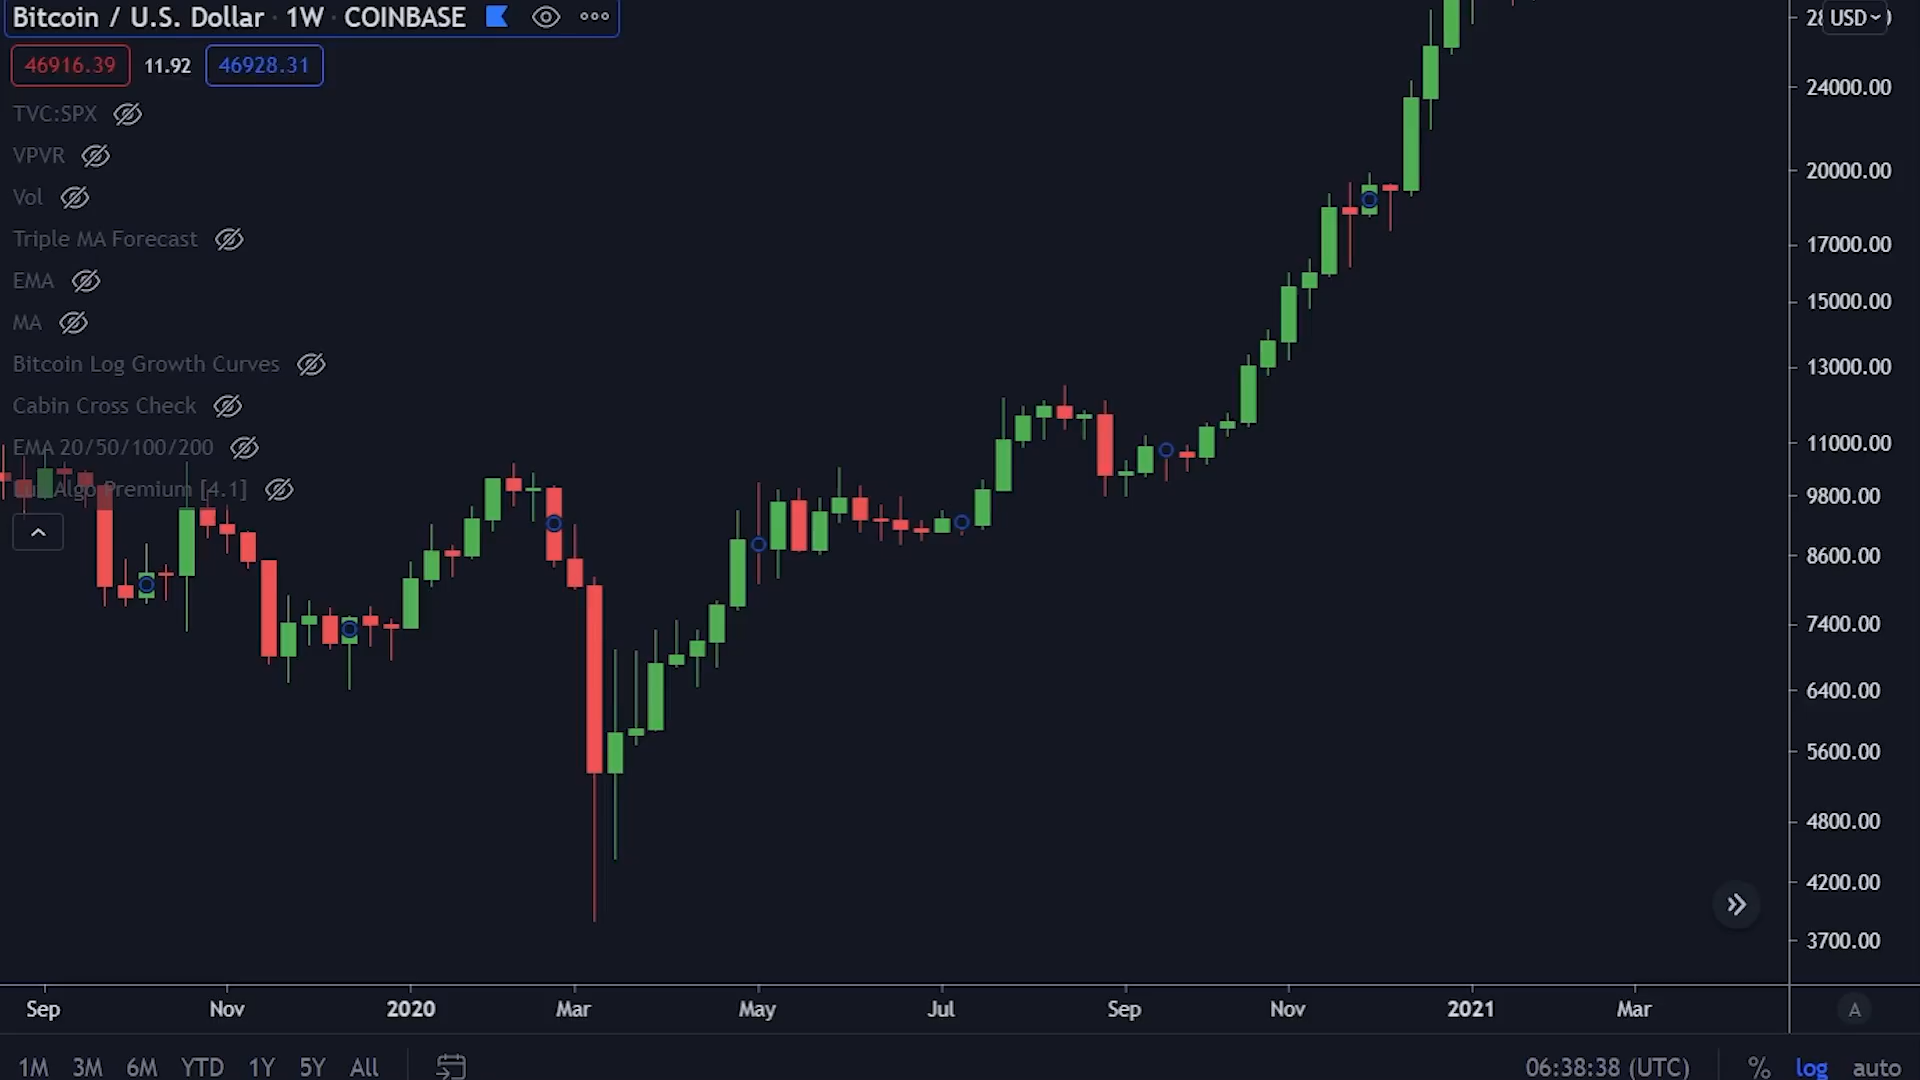 Bitcoin / U.S. Dollar · 1W · COINBASE
46916.39 11.92 46928.31
TVC:SPX
VPVR
Vol
Triple MA Forecast
EMA
MA
Bitcoin Log Growth Curves
Cabin Cross Check
EMA 20/50/100/200
Algo Premium [4.1]
USD
24000.00
20000.00
17000.00
15000.00
13000.00
11000.00
9800.00
8600.00
7400.00
6400.00
5600.00
4800.00
4200.00
3700.00
Sep Nov 2020 Mar May Jul Sep Nov 2021 Mar A
1M 3M 6M YTD 1Y 5Y All 06:38:38 (UTC) % log auto